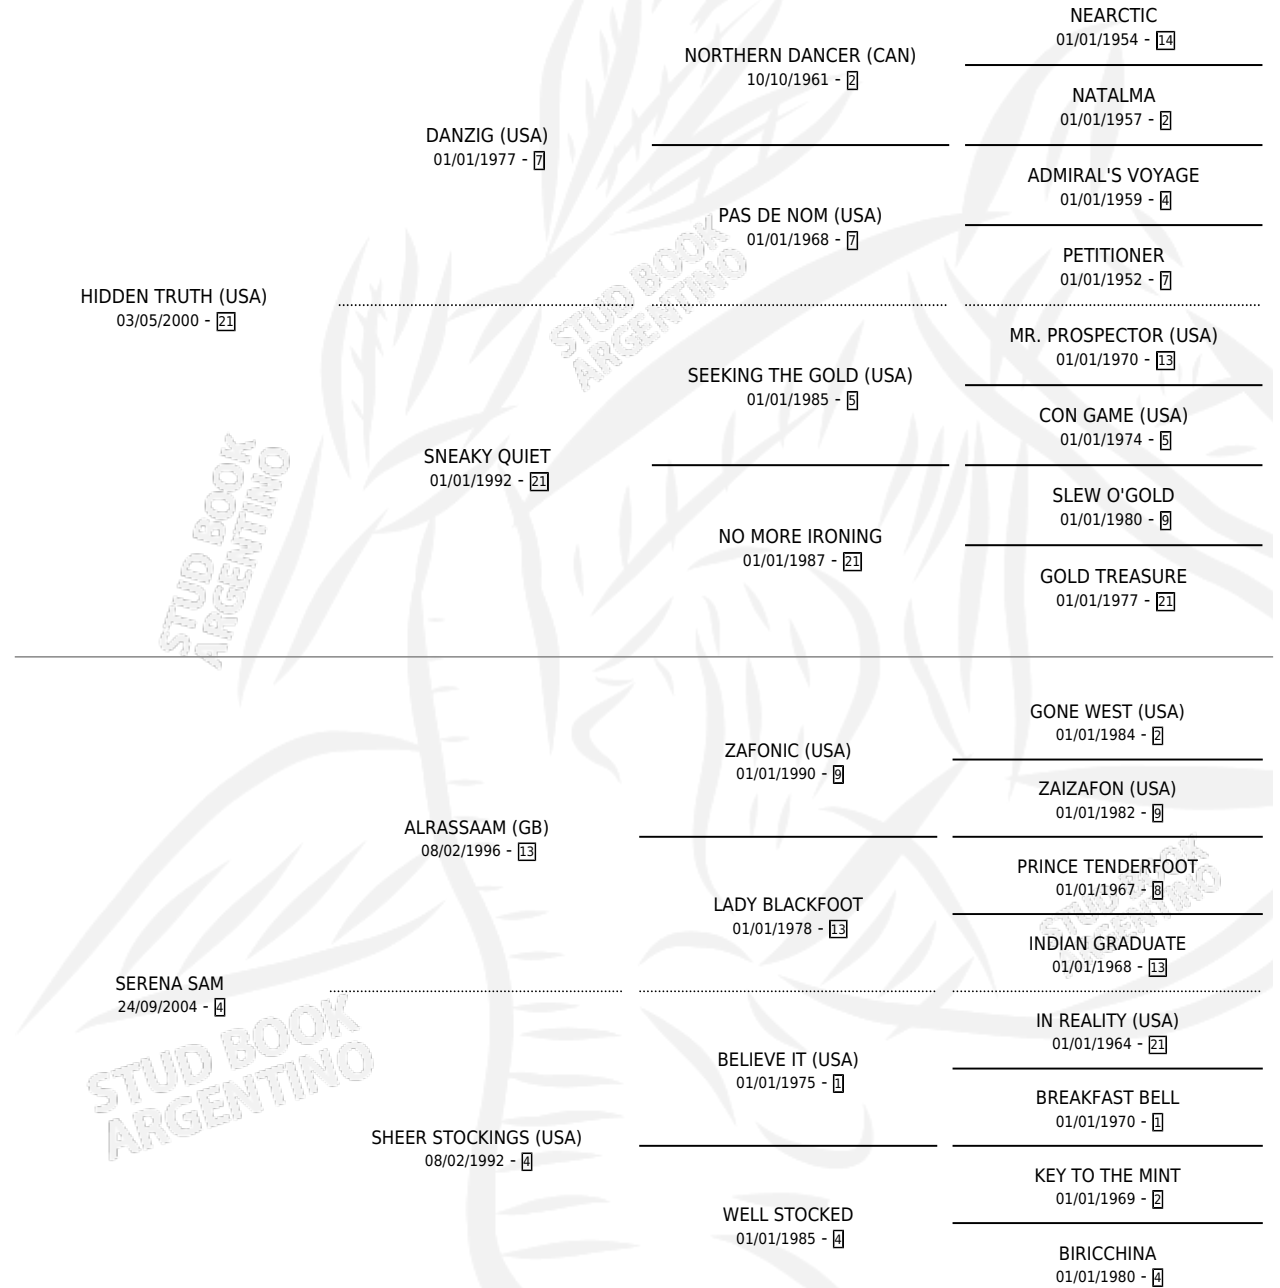 NEARCTIC
01/01/1954 - 14
NORTHERN DANCER (CAN)
10/10/1961 - 2
NATALMA
01/01/1957 - 2
DANZIG (USA)
01/01/1977 - 7
ADMIRAL'S VOYAGE
01/01/1959 - 4
PAS DE NOM (USA)
01/01/1968 - 7
PETITIONER
01/01/1952 - 7
HIDDEN TRUTH (USA)
03/05/2000 - 21
STUD BOOK
ARGENTINO
MR. PROSPECTOR (USA)
01/01/1970 - 13
SEEKING THE GOLD (USA)
01/01/1985 - 5
CON GAME (USA)
01/01/1974 - 5
SNEAKY QUIET
01/01/1992 - 21
SLEW O'GOLD
01/01/1980 - 9
NO MORE IRONING
01/01/1987 - 21
GOLD TREASURE
01/01/1977 - 21
STUD BOOK
ARGENTINO
GONE WEST (USA)
01/01/1984 - 2
ZAFONIC (USA)
01/01/1990 - 9
ZAIZAFON (USA)
01/01/1982 - 9
ALRASSAAM (GB)
08/02/1996 - 13
PRINCE TENDERFOOT
01/01/1967 - 8
LADY BLACKFOOT
01/01/1978 - 13
STUD BOOK
ARGENTINO
INDIAN GRADUATE
01/01/1968 - 13
SERENA SAM
24/09/2004 - 4
IN REALITY (USA)
01/01/1964 - 21
BELIEVE IT (USA)
01/01/1975 - 1
BREAKFAST BELL
01/01/1970 - 1
STUD BOOK
ARGENTINO
SHEER STOCKINGS (USA)
08/02/1992 - 4
KEY TO THE MINT
01/01/1969 - 2
WELL STOCKED
01/01/1985 - 4
BIRICCHINA
01/01/1980 - 4